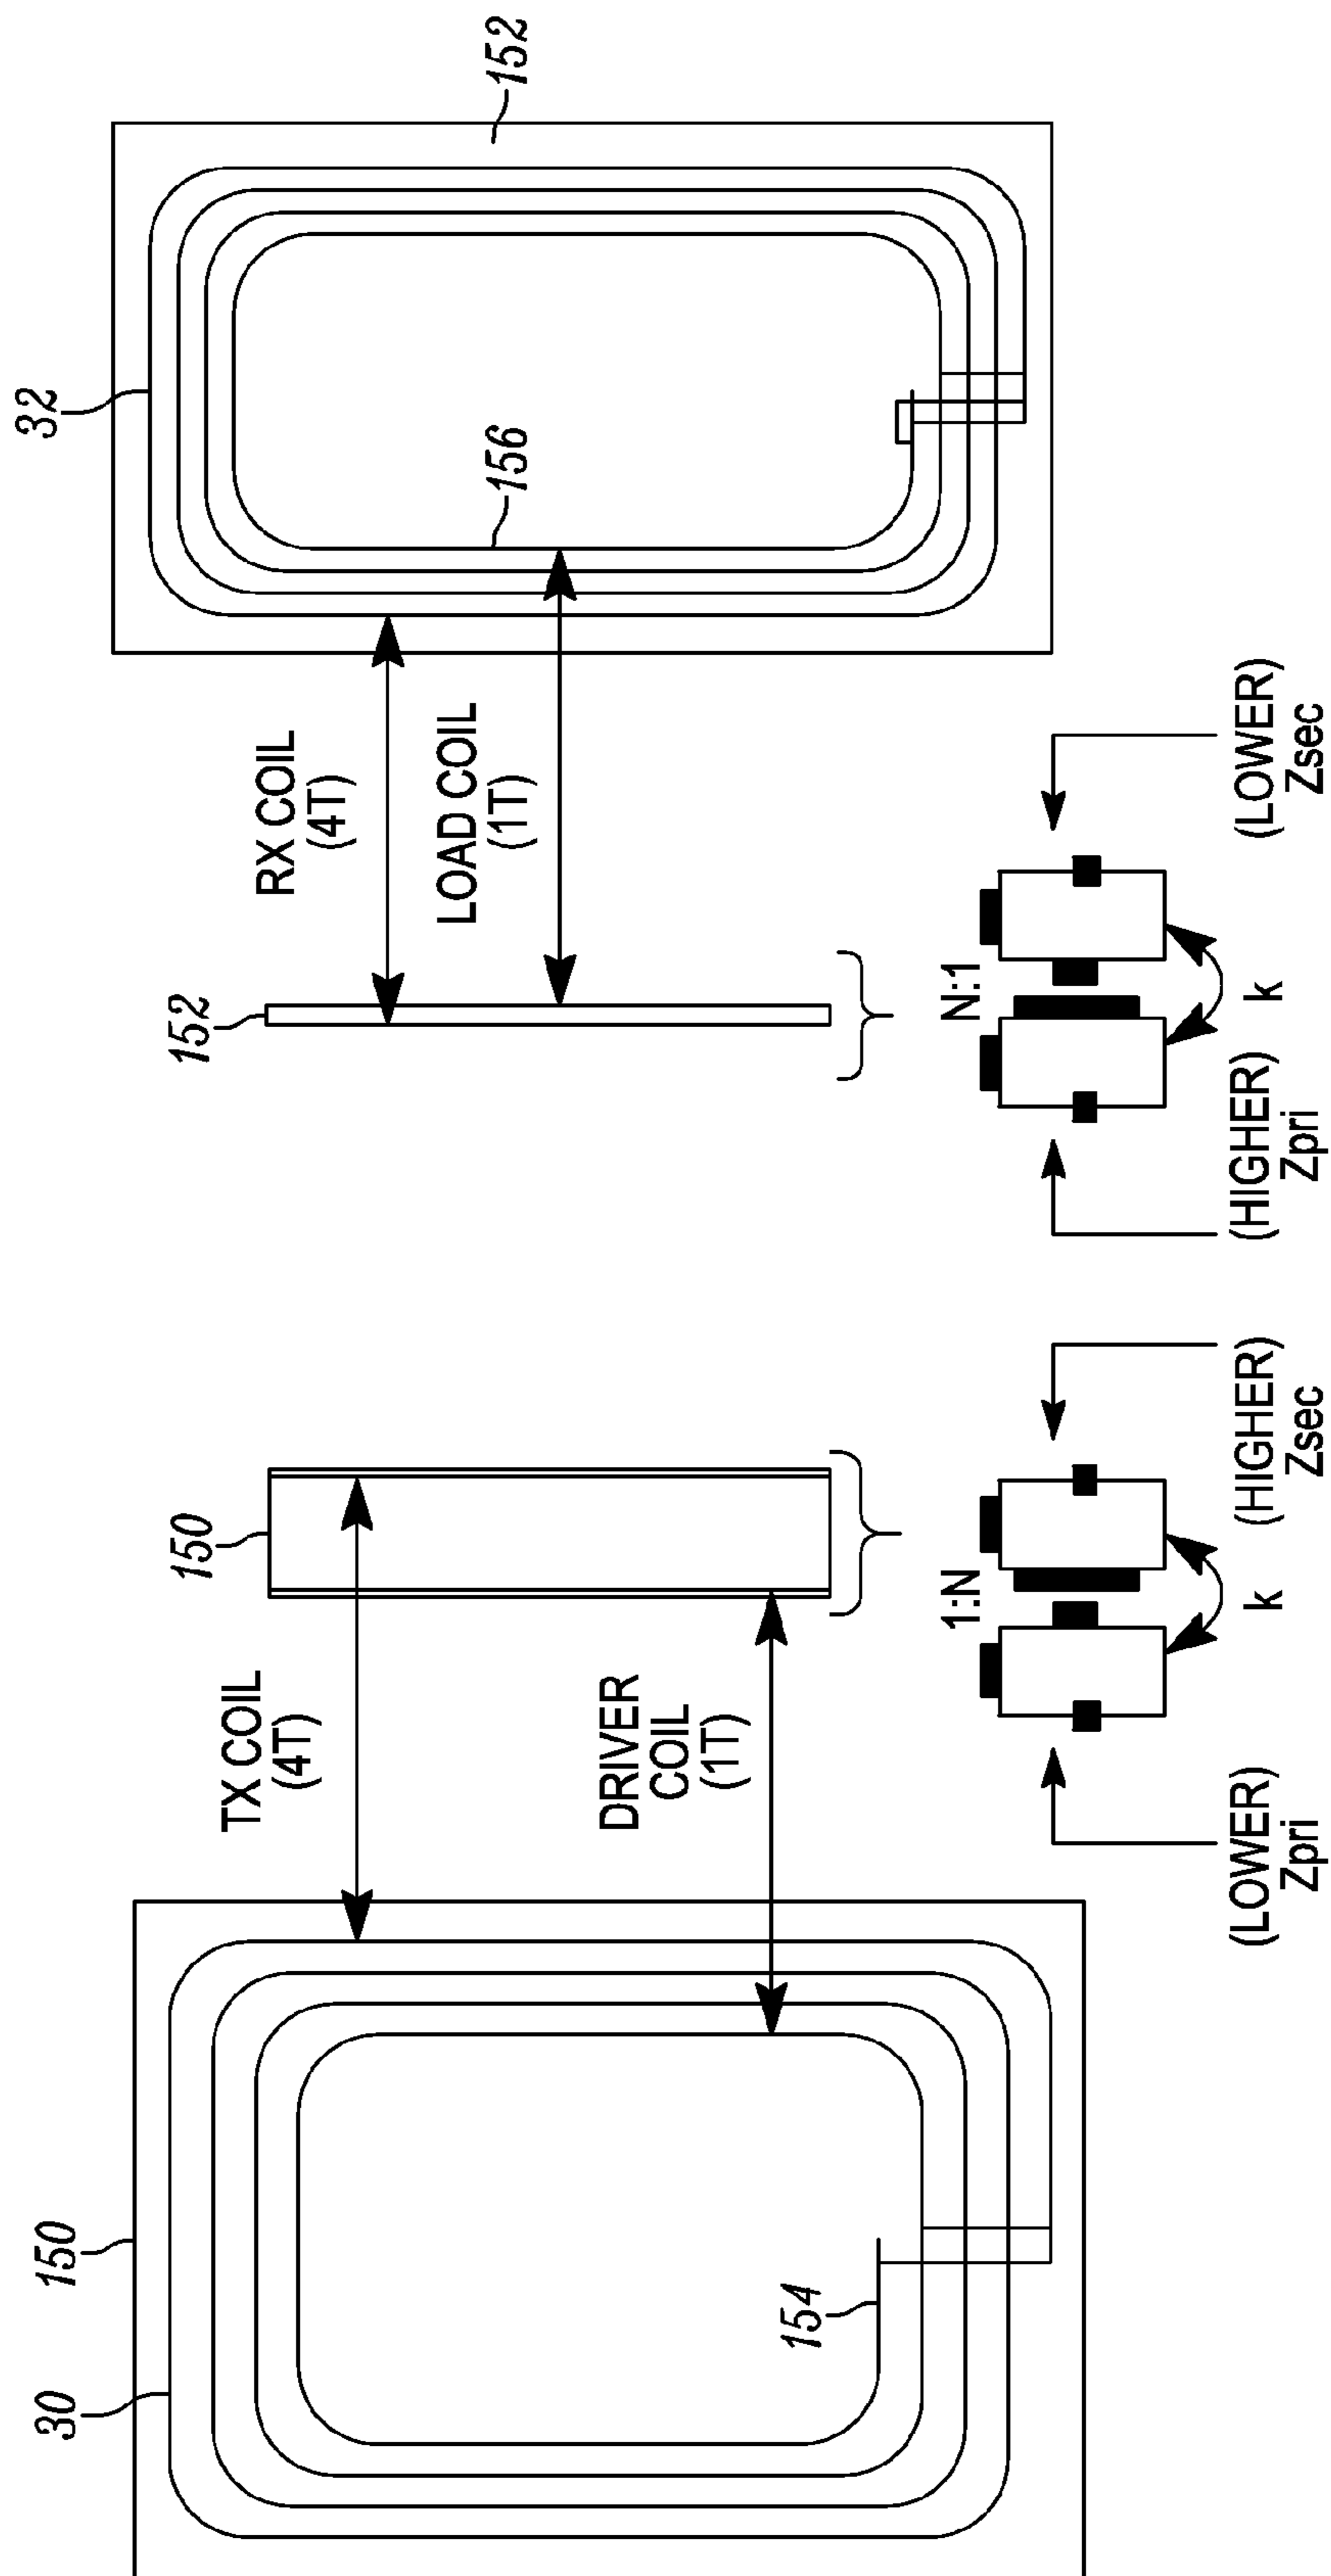 30
150
154
TX COIL
(4T)
DRIVER
COIL
(1T)
150
1:N
k
(LOWER)
Zpri
(HIGHER)
Zsec
152
RX COIL
(4T)
LOAD COIL
(1T)
N:1
k
(HIGHER)
Zpri
(LOWER)
Zsec
32
156
152